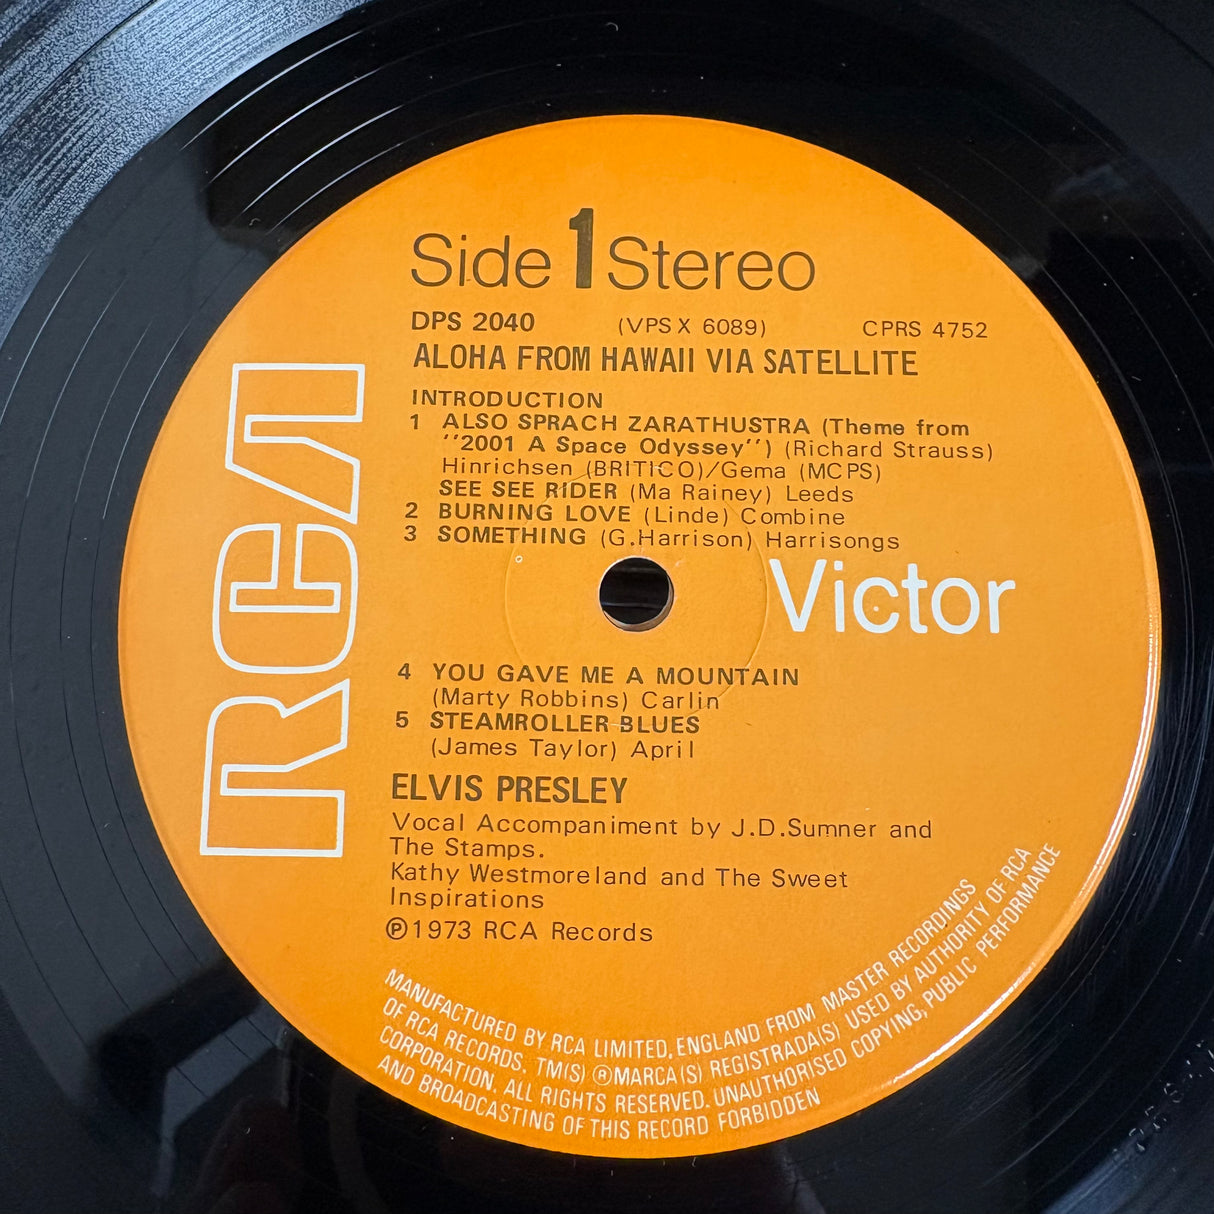 Side 1 Stereo
DPS 2040 (VPSX 6089) CPRS 4752
ALOHA FROM HAWAII VIA SATELLITE
INTRODUCTION
1 ALSO SPRACH ZARATHUSTRA (Theme from
''2001 A Space Odyssey'') (Richard Strauss)
Hinrichsen (BRITICO)/Gema (MCPS)
SEE SEE RIDER (Ma Rainey) Leeds
2 BURNING LOVE (Linde) Combine
3 SOMETHING (G.Harrison) Harrisongs
RCA
Victor
4 YOU GAVE ME A MOUNTAIN
(Marty Robbins) Carlin
5 STEAMROLLER BLUES
(James Taylor) April
ELVIS PRESLEY
Vocal Accompaniment by J.D.Sumner and
The Stamps.
Kathy Westmoreland and The Sweet
Inspirations
℗1973 RCA Records
MANUFACTURED BY RCA LIMITED, ENGLAND FROM MASTER RECORDINGS
OF RCA RECORDS. TM(S) ®MARCA(S) REGISTRADA(S) USED BY AUTHORITY OF RCA
CORPORATION. ALL RIGHTS RESERVED. UNAUTHORISED COPYING, PUBLIC PERFORMANCE
AND BROADCASTING OF THIS RECORD FORBIDDEN